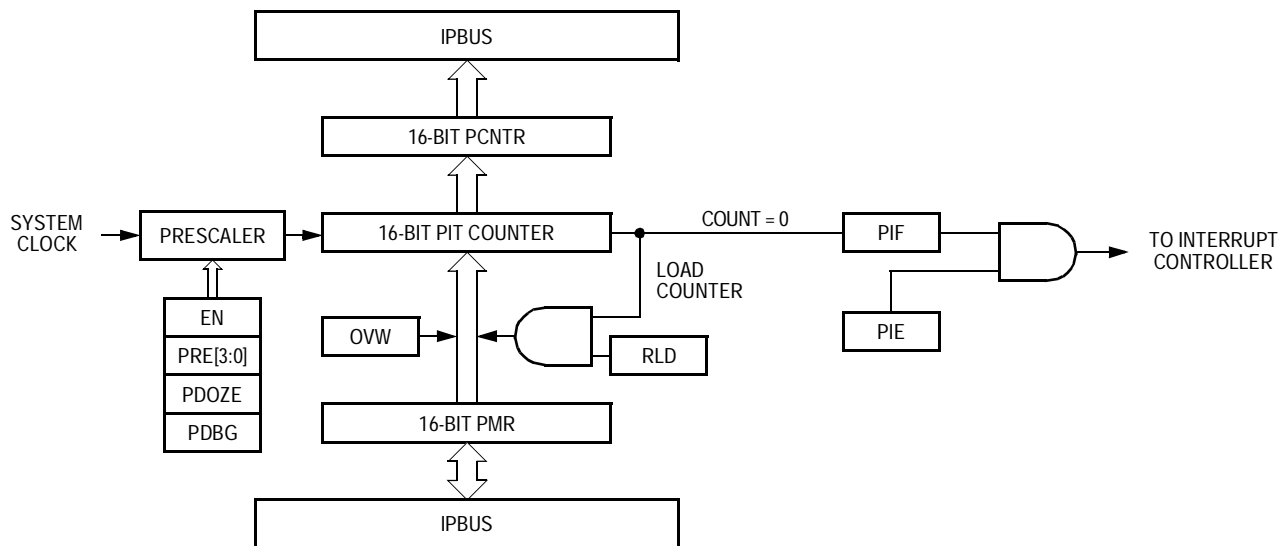 IPBUS
16-BIT PCNTR
SYSTEM
CLOCK
PRESCALER
16-BIT PIT COUNTER
COUNT = 0
PIF
TO INTERRUPT
CONTROLLER
LOAD
COUNTER
EN
PRE[3:0]
PDOZE
PDBG
OVW
RLD
PIE
16-BIT PMR
IPBUS